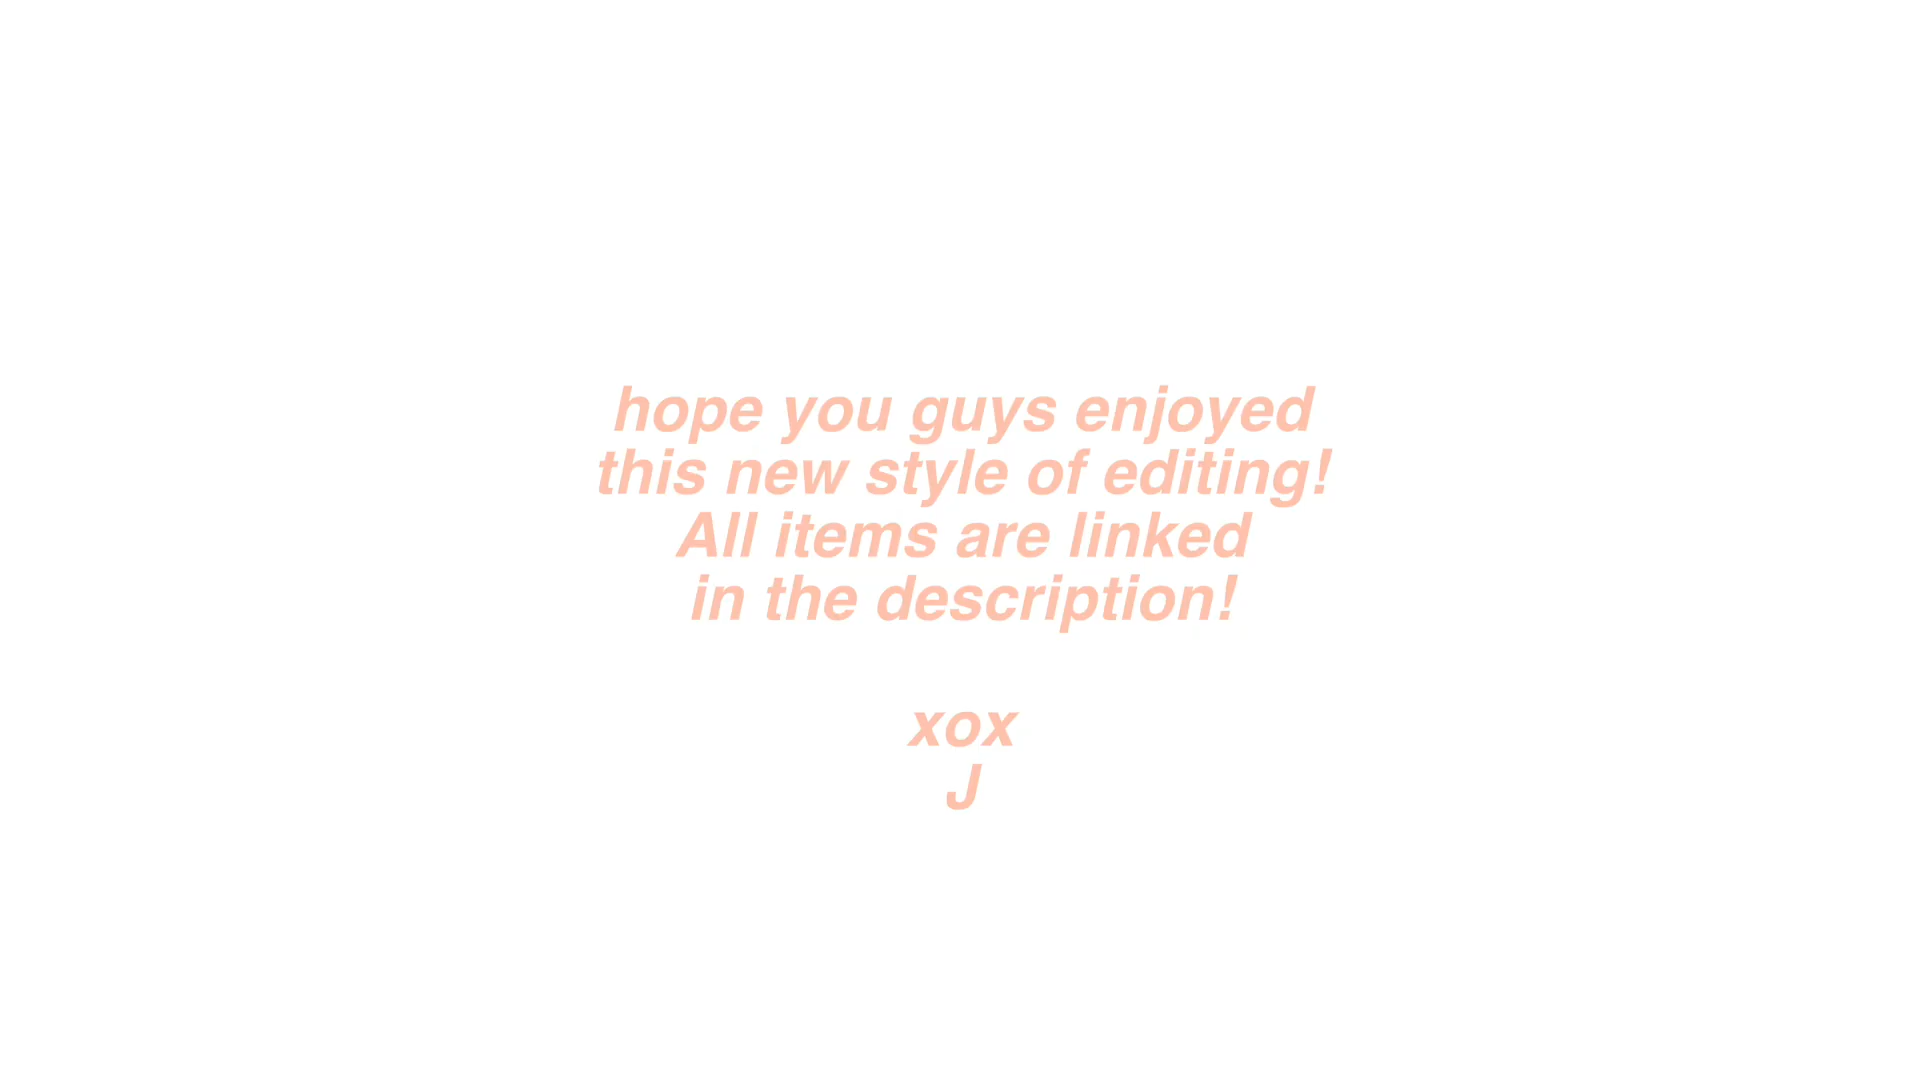 hope you guys enjoyed
this new style of editing!
All items are linked
in the description!
xox
J